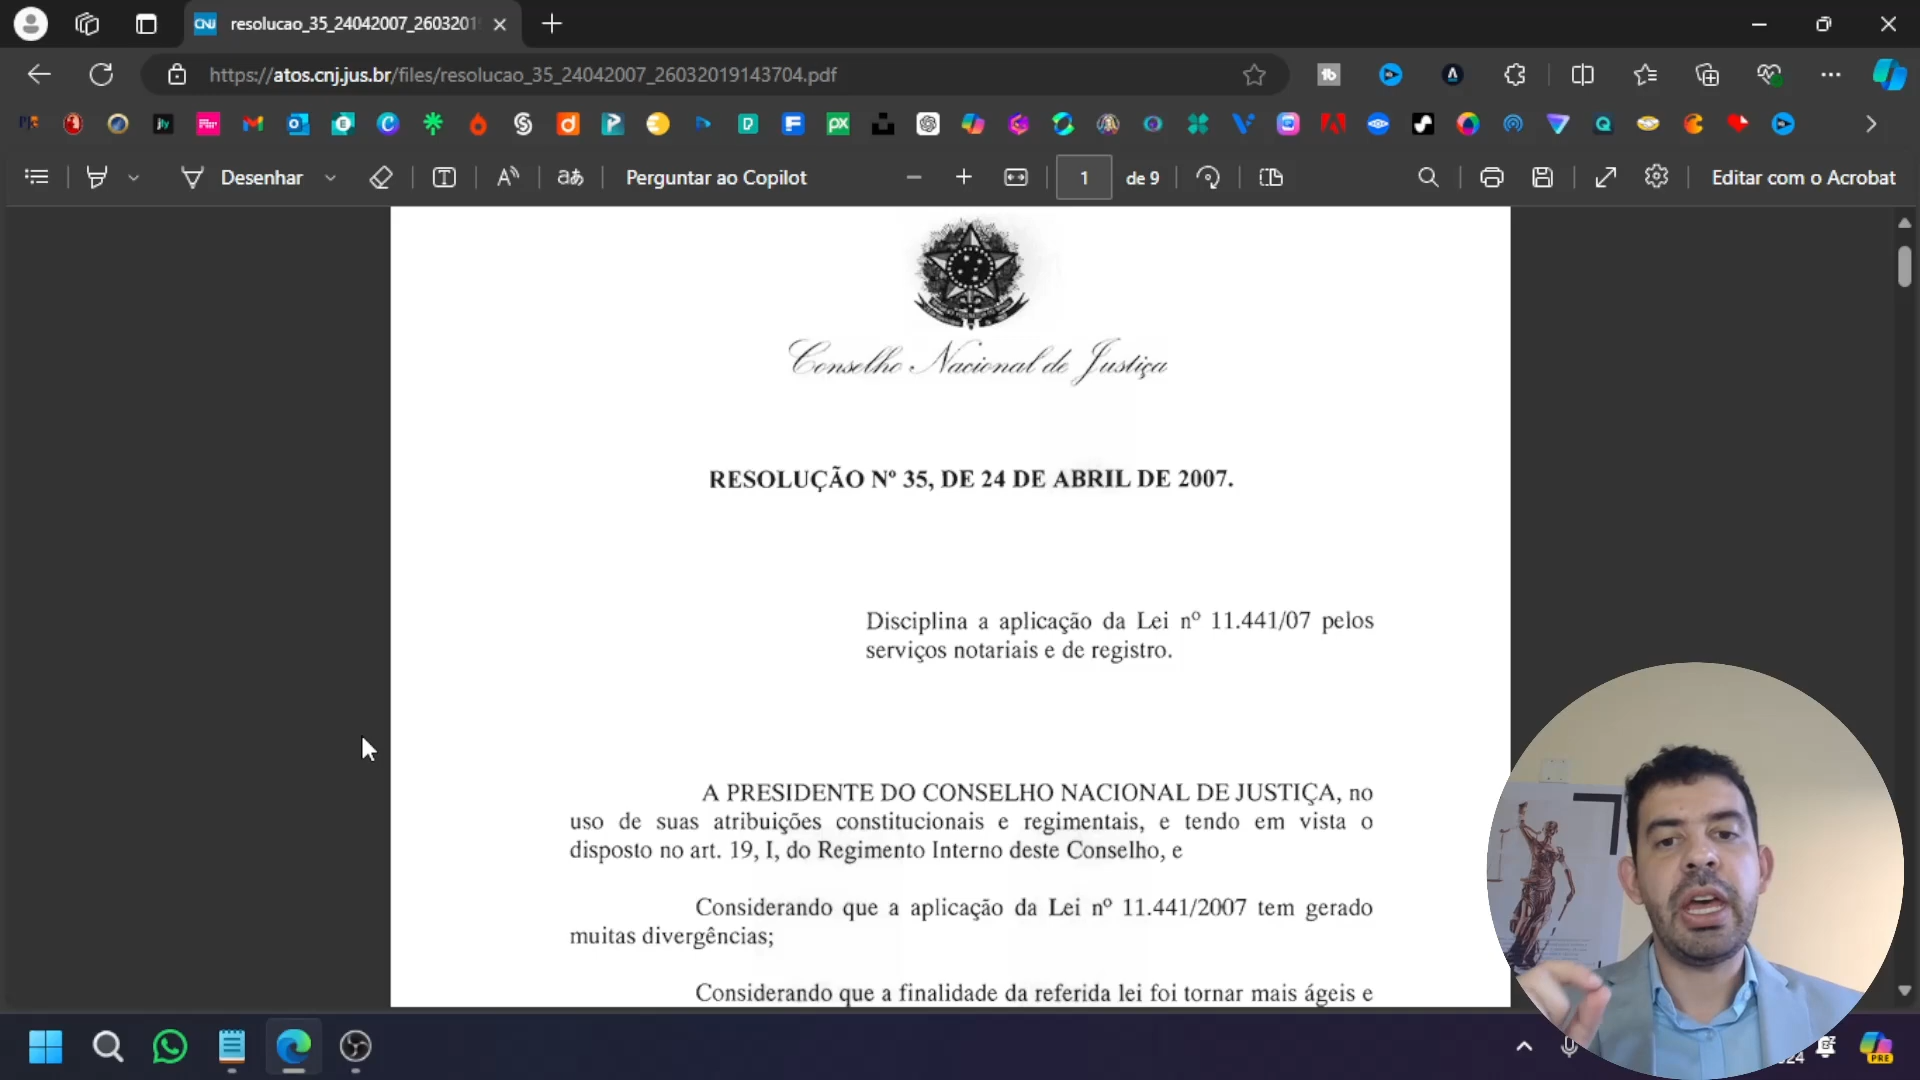 CNJ resolucao_35_24042007_2603201
https://atos.cnj.jus.br/files/resolucao_35_24042007_26032019143704.pdf
Desenhar
Perguntar ao Copilot
1 de 9
Editar com o Acrobat
Conselho Nacional de Justiça
RESOLUÇÃO Nº 35, DE 24 DE ABRIL DE 2007.
Disciplina a aplicação da Lei nº 11.441/07 pelos
serviços notariais e de registro.
A PRESIDENTE DO CONSELHO NACIONAL DE JUSTIÇA, no
uso de suas atribuições constitucionais e regimentais, e tendo em vista o
disposto no art. 19, I, do Regimento Interno deste Conselho, e
Considerando que a aplicação da Lei nº 11.441/2007 tem gerado
muitas divergências;
Considerando que a finalidade da referida lei foi tornar mais ágeis e
PRE